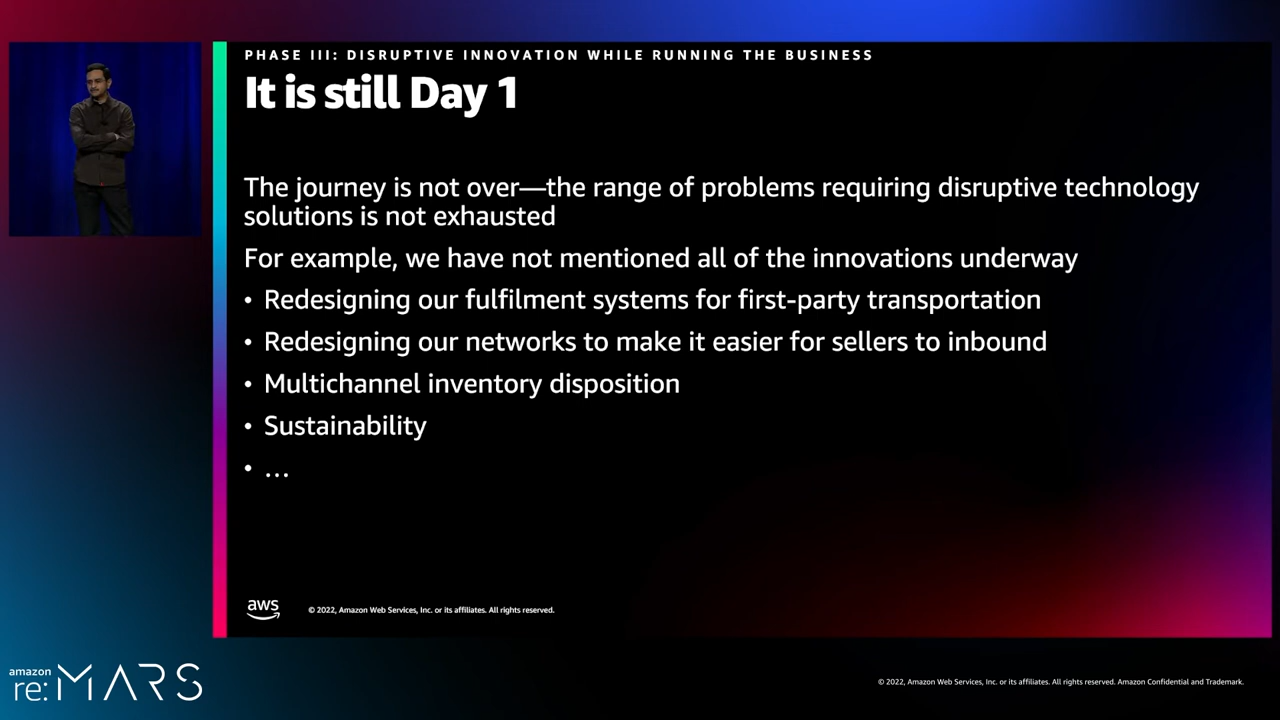 PHASE III: DISRUPTIVE INNOVATION WHILE RUNNING THE BUSINESS
It is still Day 1
The journey is not over—the range of problems requiring disruptive technology
solutions is not exhausted
For example, we have not mentioned all of the innovations underway
• Redesigning our fulfilment systems for first-party transportation
• Redesigning our networks to make it easier for sellers to inbound
• Multichannel inventory disposition
• Sustainability
• ...
aws
© 2022, Amazon Web Services, Inc. or its affiliates. All rights reserved.
amazon
re:MARS
© 2022, Amazon Web Services, Inc. or its affiliates. All rights reserved. Amazon Confidential and Trademark.